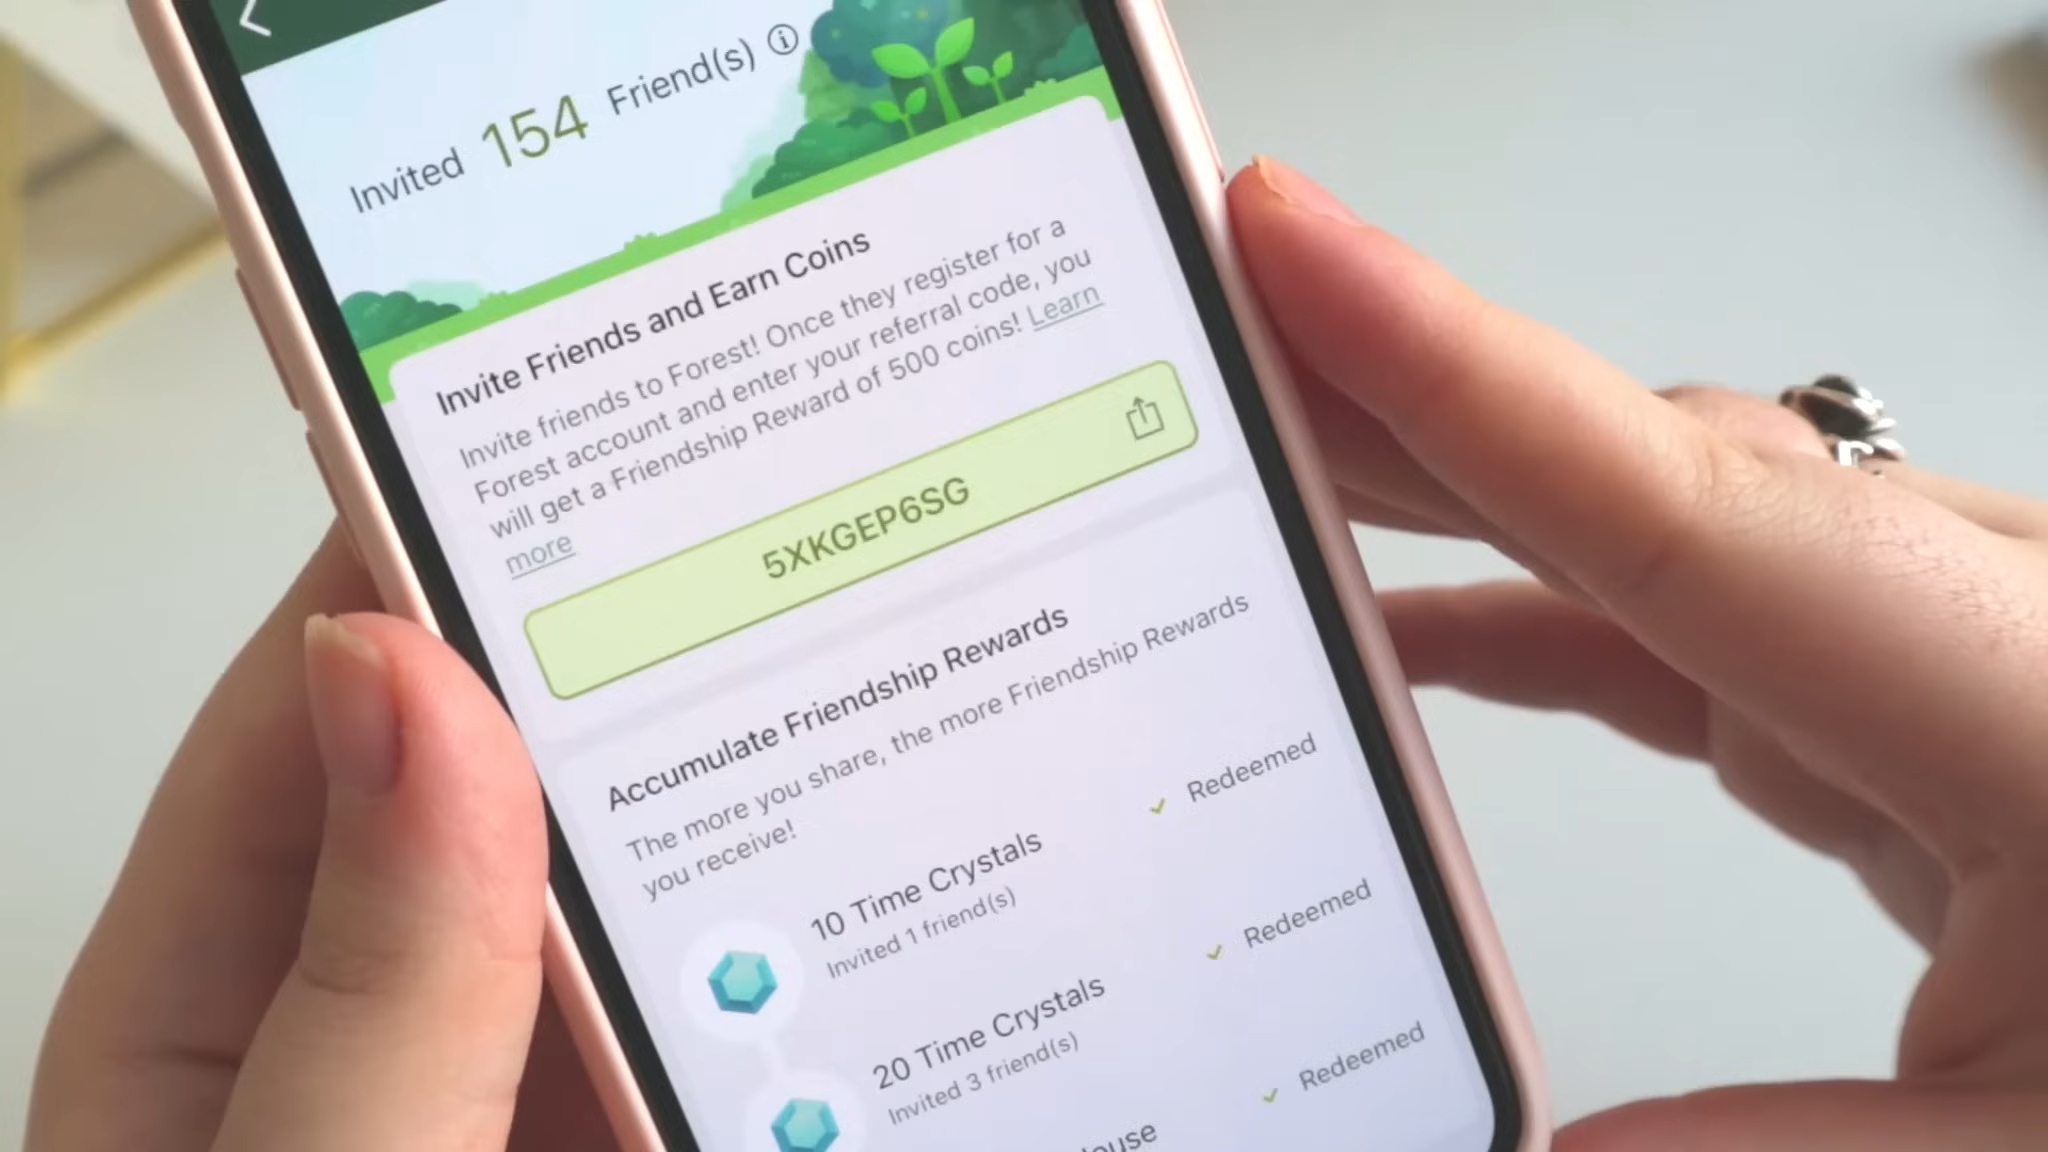 Invited 154 Friend(s)
Invite Friends and Earn Coins
Invite friends to Forest! Once they register for a
Forest account and enter your referral code, you
will get a Friendship Reward of 500 coins! Learn
more
5XKGEP6SG
Accumulate Friendship Rewards
The more you share, the more Friendship Rewards
you receive!
10 Time Crystals
Invited 1 friend(s)
Redeemed
20 Time Crystals
Invited 3 friend(s)
Redeemed
Redeemed